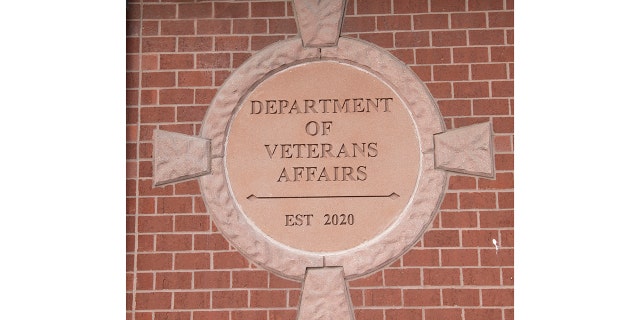 DEPARTMENT
OF
VETERANS
AFFAIRS
EST 2020